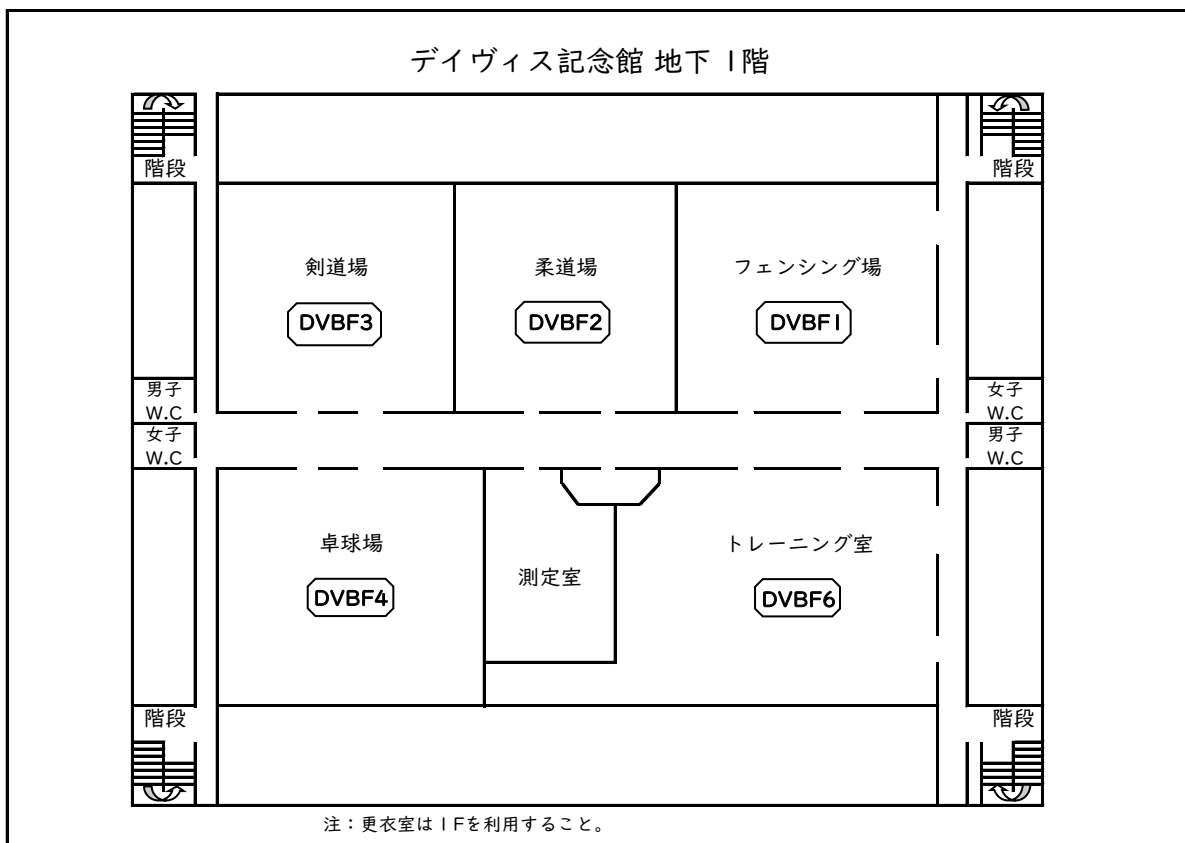 デイヴィス記念館 地下 1階
階段
階段
剣道場
柔道場
フェンシング場
DVBF3
DVBF2
DVBF1
男子
W.C
女子
W.C
女子
W.C
男子
W.C
卓球場
測定室
トレーニング室
DVBF4
DVBF6
階段
階段
注：更衣室は1Fを利用すること。